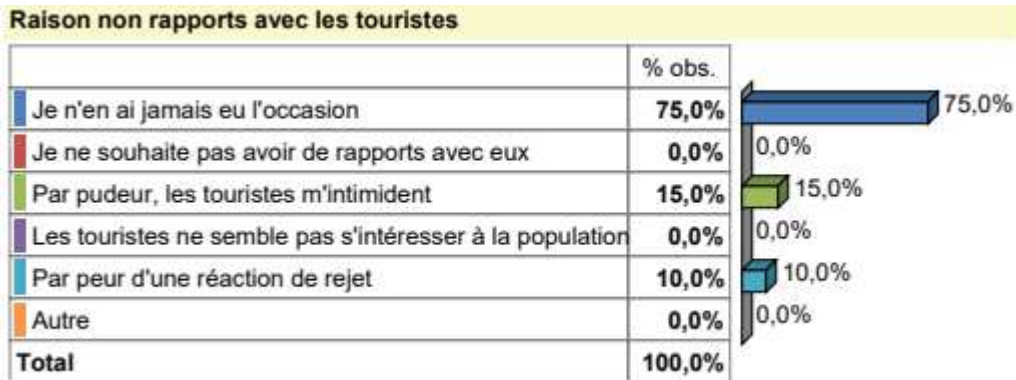 Raison non rapports avec les touristes
% obs.
Je n'en ai jamais eu l'occasion 75,0% 75,0%
Je ne souhaite pas avoir de rapports avec eux 0,0% 0,0%
Par pudeur, les touristes m'intimident 15,0% 15,0%
Les touristes ne semble pas s'intéresser à la population 0,0% 0,0%
Par peur d'une réaction de rejet 10,0% 10,0%
Autre 0,0% 0,0%
Total 100,0%